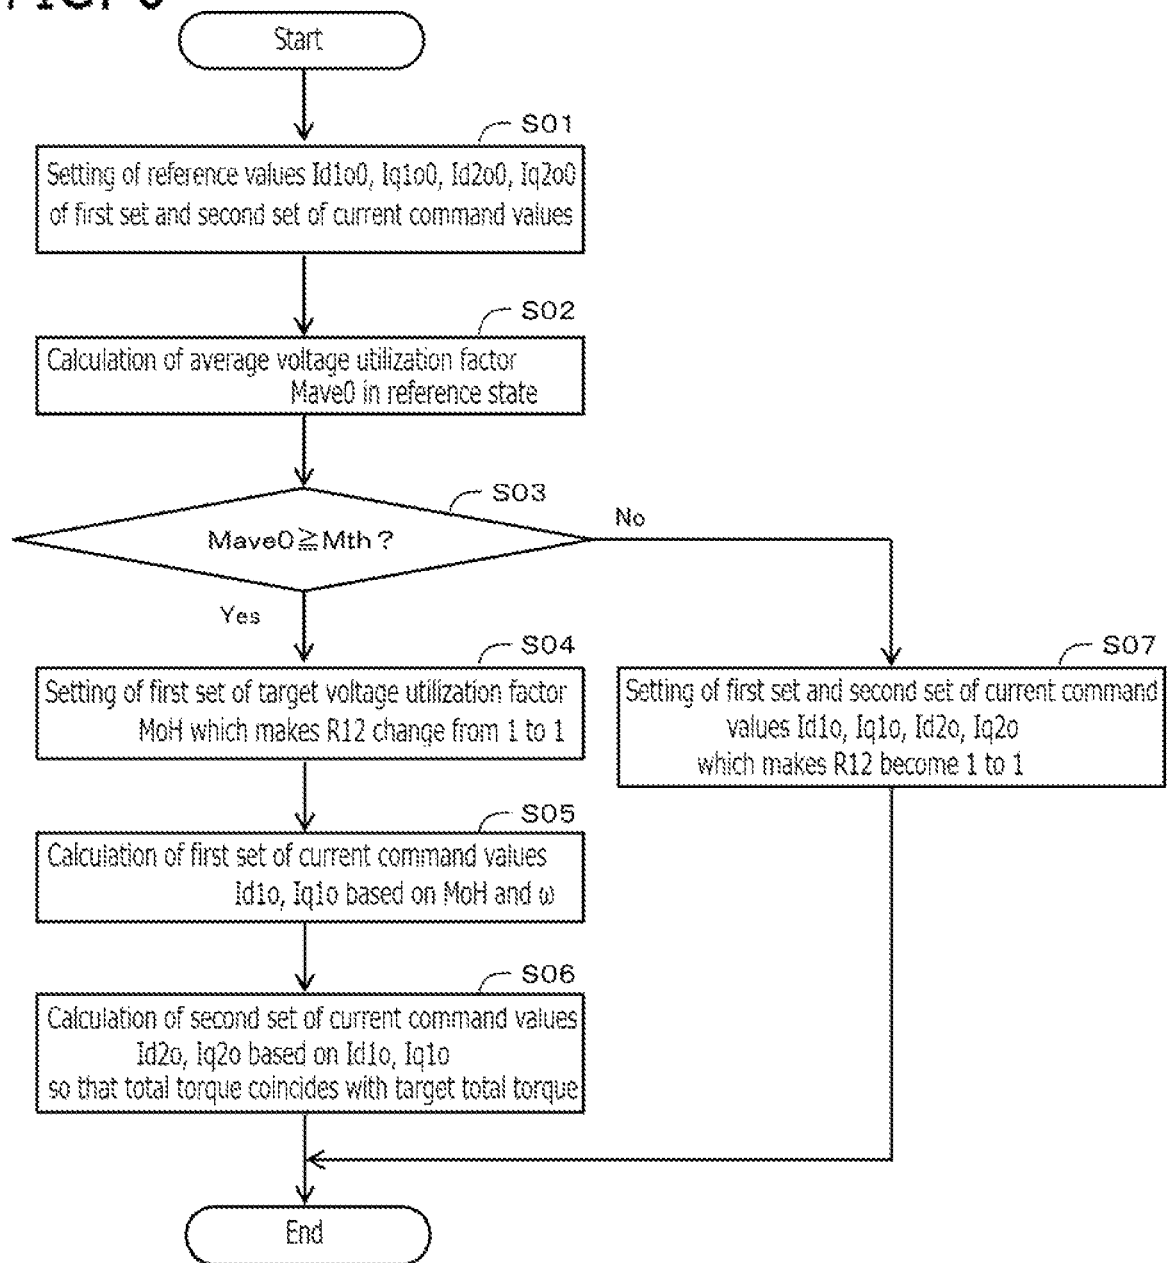 Start
S01
Setting of reference values Id1o0, Iq1o0, Id2o0, Iq2o0
of first set and second set of current command values
S02
Calculation of average voltage utilization factor
Mave0 in reference state
S03
Mave0≧Mth?
No
Yes
S04
Setting of first set of target voltage utilization factor
MoH which makes R12 change from 1 to 1
S07
Setting of first set and second set of current command
values Id1o, Iq1o, Id2o, Iq2o
which makes R12 become 1 to 1
S05
Calculation of first set of current command values
Id1o, Iq1o based on MoH and ω
S06
Calculation of second set of current command values
Id2o, Iq2o based on Id1o, Iq1o
so that total torque coincides with target total torque
End